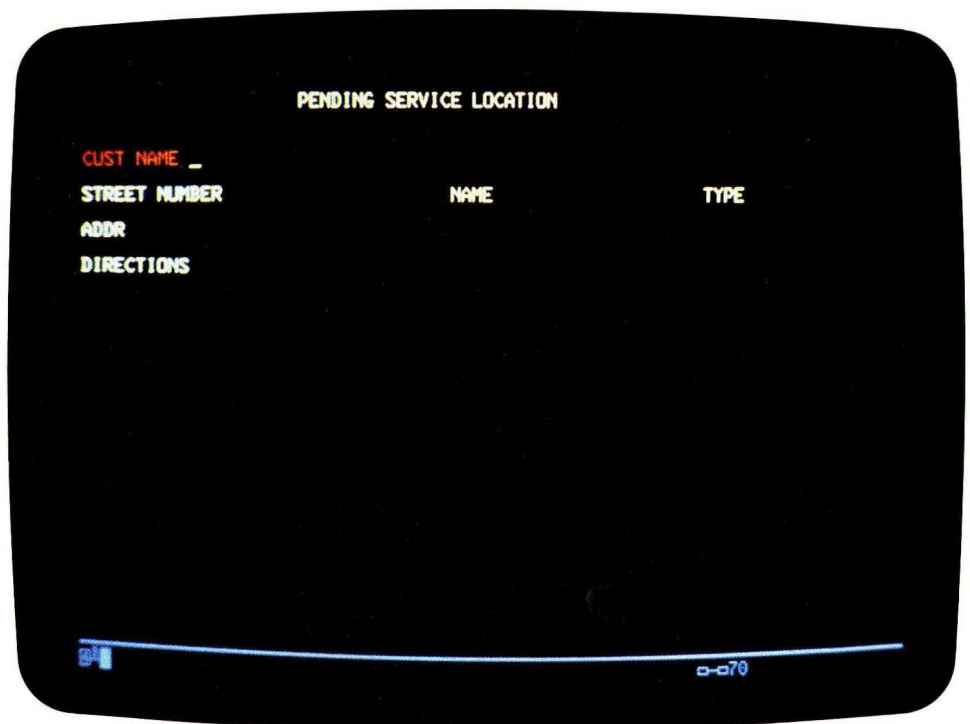 PENDING SERVICE LOCATION
CUST NAME _
STREET NUMBER NAME TYPE
ADDR
DIRECTIONS
70